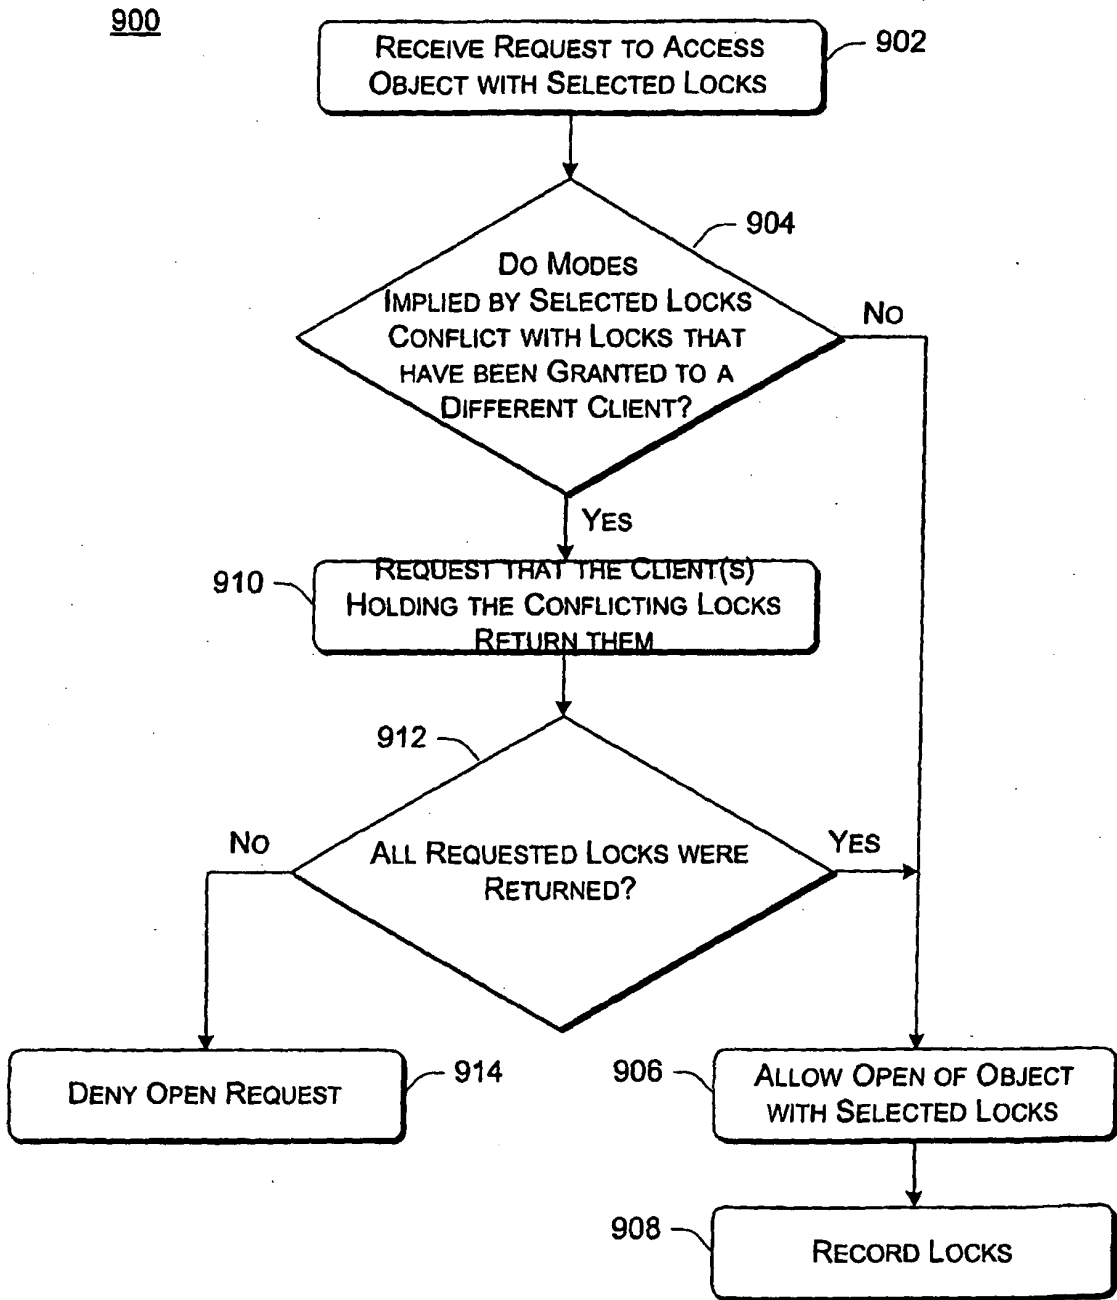 900
RECEIVE REQUEST TO ACCESS
OBJECT WITH SELECTED LOCKS
902
904
DO MODES
IMPLIED BY SELECTED LOCKS
CONFLICT WITH LOCKS THAT
HAVE BEEN GRANTED TO A
DIFFERENT CLIENT?
NO
YES
910
REQUEST THAT THE CLIENT(S)
HOLDING THE CONFLICTING LOCKS
RETURN THEM
912
NO
ALL REQUESTED LOCKS WERE
RETURNED?
YES
DENY OPEN REQUEST
914
906
ALLOW OPEN OF OBJECT
WITH SELECTED LOCKS
908
RECORD LOCKS